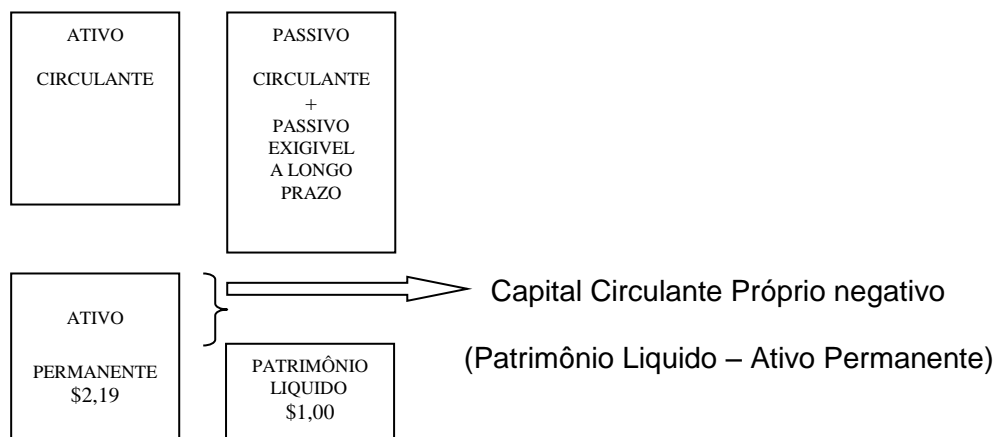 ATIVO
CIRCULANTE
PASSIVO
CIRCULANTE
+
PASSIVO
EXIGIVEL
A LONGO
PRAZO
ATIVO
PERMANENTE
$2,19
PATRIMÔNIO
LIQUIDO
$1,00
Capital Circulante Próprio negativo
(Patrimônio Liquido – Ativo Permanente)